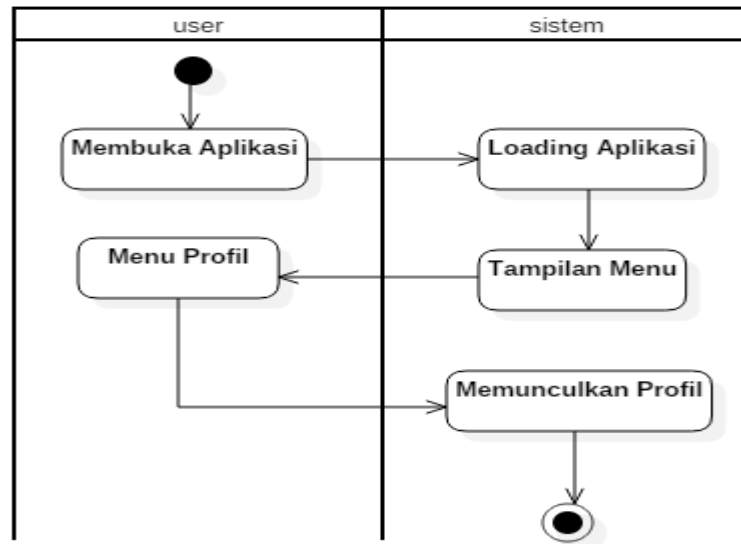 user
sistem
Membuka Aplikasi
Loading Aplikasi
Menu Profil
Tampilan Menu
Memunculkan Profil